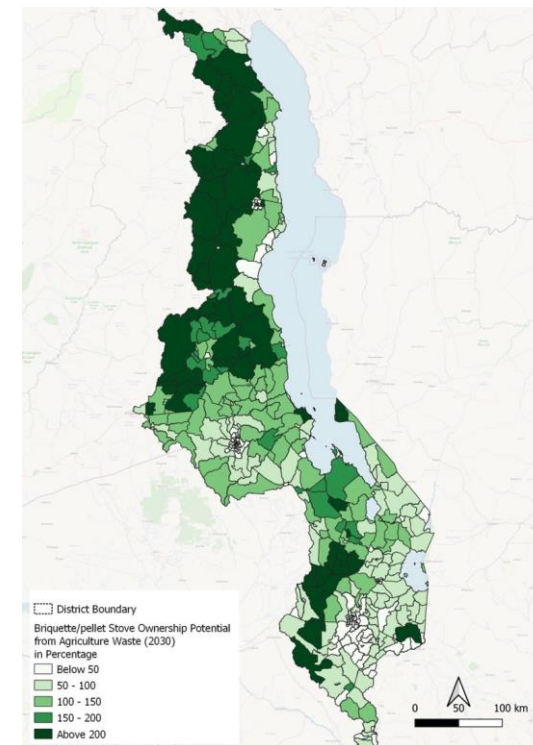 District Boundary
Briquette/pellet Stove Ownership Potential
from Agriculture Waste (2030)
in Percentage
Below 50
50 - 100
100 - 150
150 - 200
Above 200
0 50 100 km